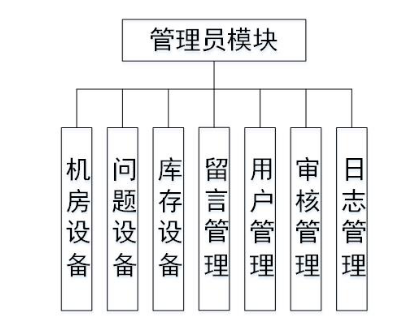 管理员模块
机房设备
问题设备
库存设备
留言管理
用户管理
审核管理
日志管理